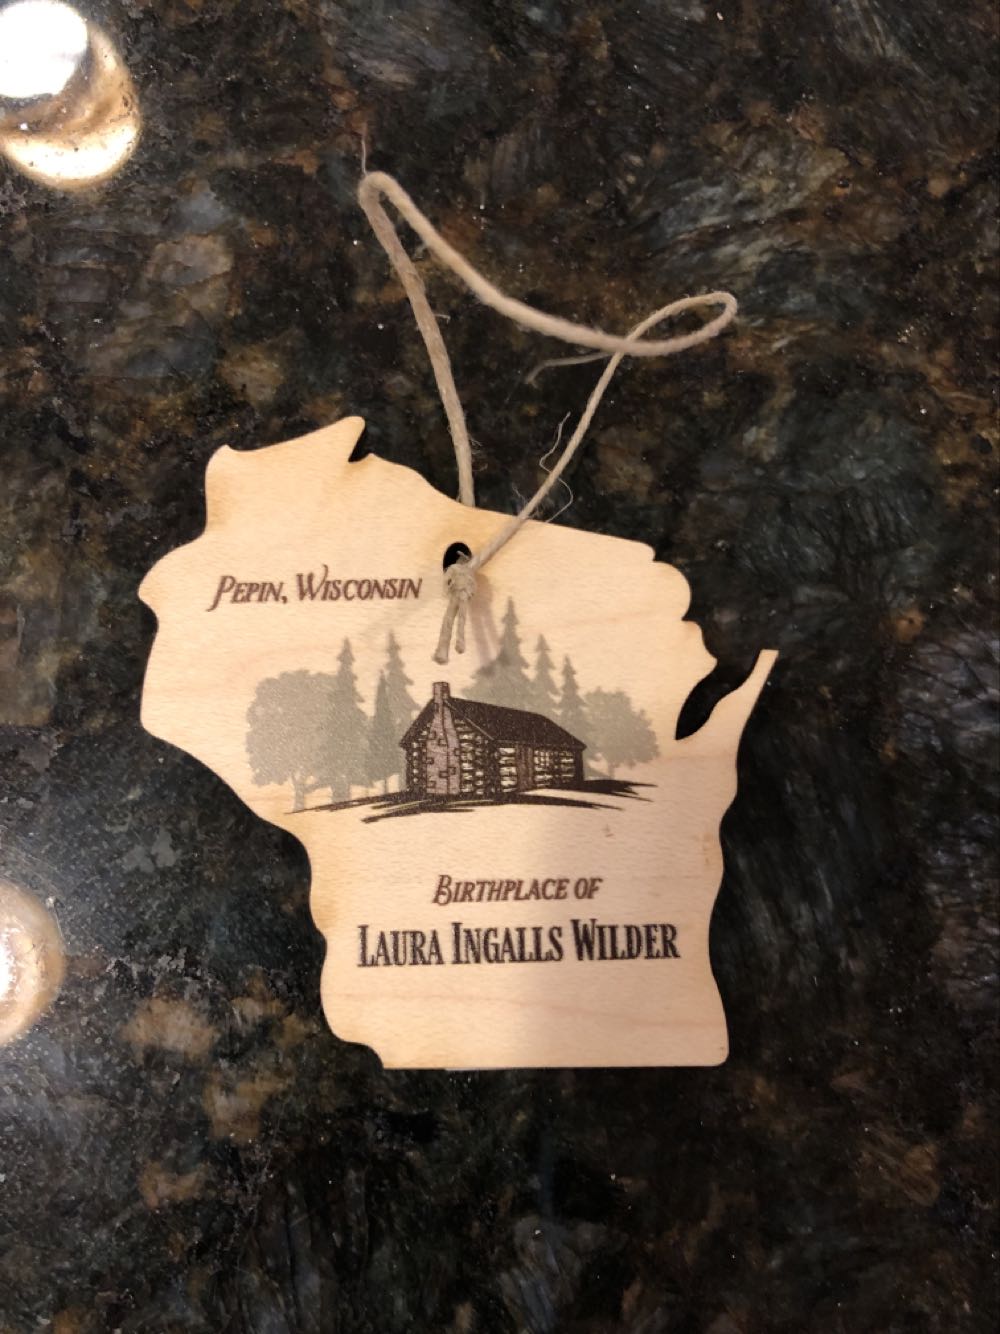 Pepin, Wisconsin
Birthplace of
Laura Ingalls Wilder